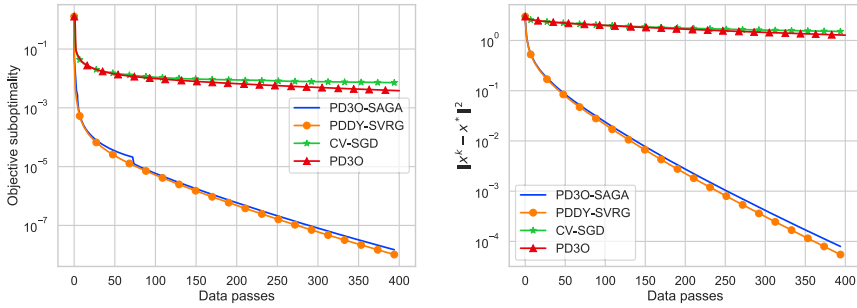 Objective suboptimality
10⁻¹
10⁻³
10⁻⁵
10⁻⁷
PD3O-SAGA
PDDY-SVRG
CV-SGD
PD3O
0 50 100 150 200 250 300 350 400
Data passes
‖x^k − x*‖²
10⁰
10⁻¹
10⁻²
10⁻³
10⁻⁴
PD3O-SAGA
PDDY-SVRG
CV-SGD
PD3O
0 50 100 150 200 250 300 350 400
Data passes